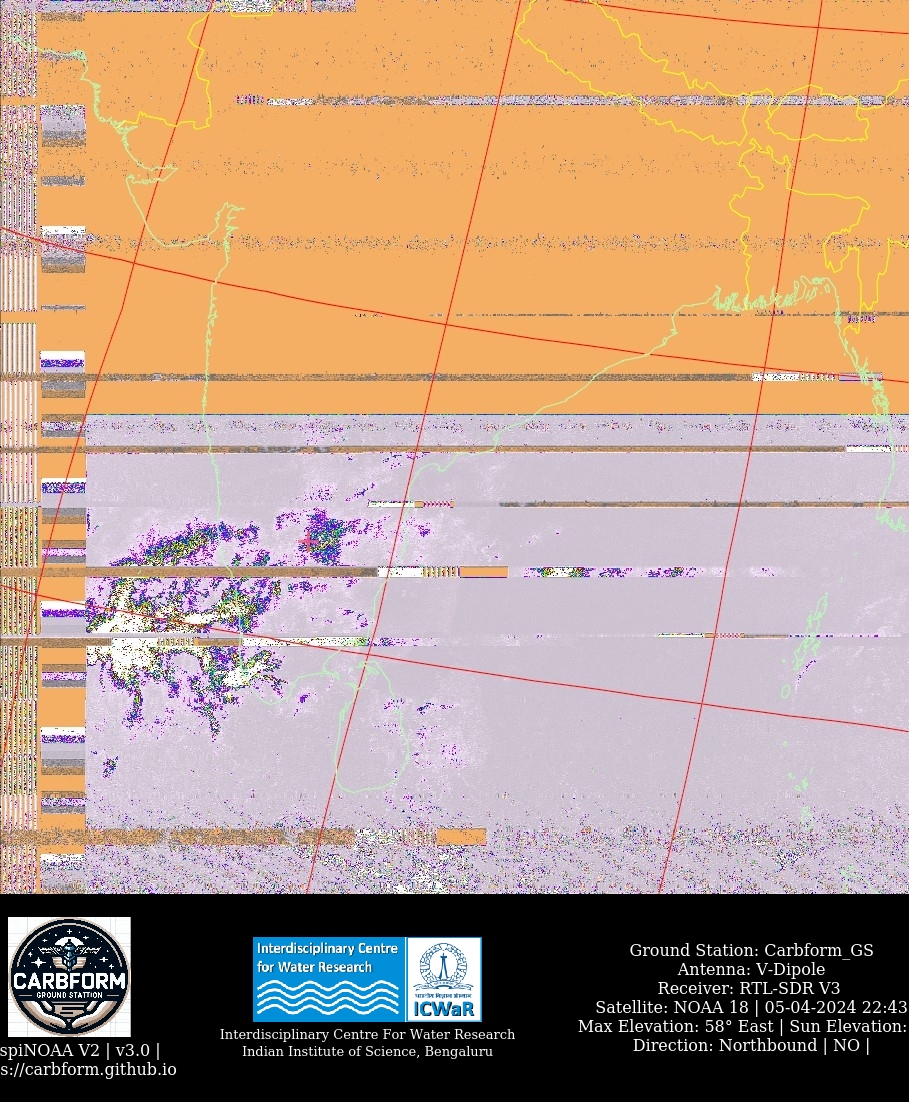 CARBFORM
GROUND STATION
spiNOAA V2 | v3.0 |
s://carbform.github.io
Interdisciplinary Centre
for Water Research
ICWaR
Interdisciplinary Centre For Water Research
Indian Institute of Science, Bengaluru
Ground Station: Carbform_GS
Antenna: V-Dipole
Receiver: RTL-SDR V3
Satellite: NOAA 18 | 05-04-2024 22:43
Max Elevation: 58° East | Sun Elevation:
Direction: Northbound | NO |